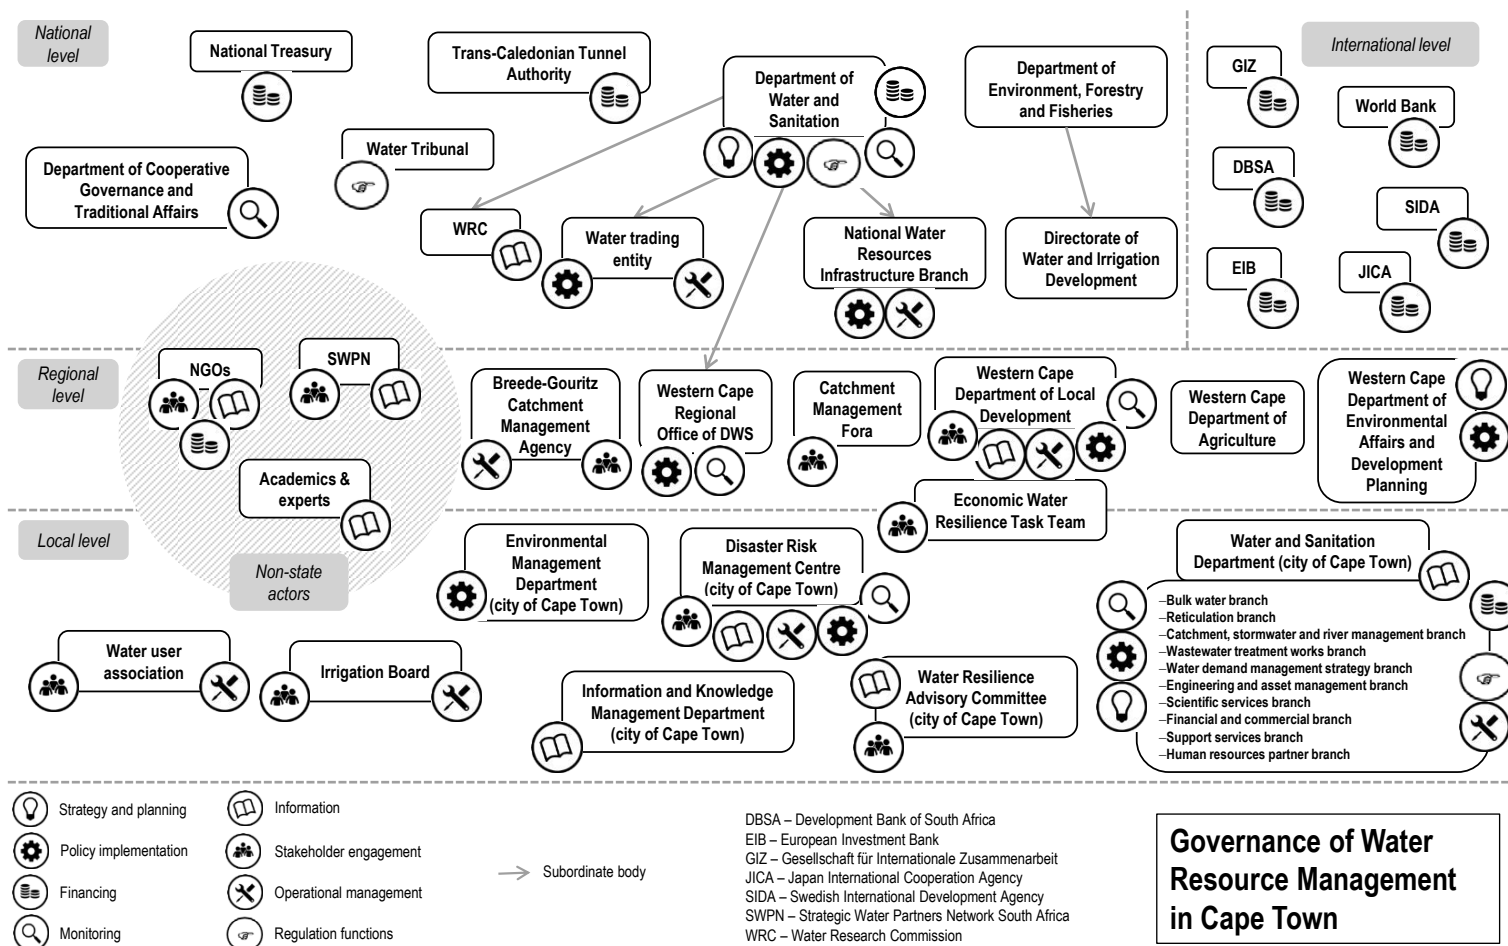 National
level
National Treasury
Trans-Caledonian Tunnel
Authority
Department of
Water and
Sanitation
Department of
Environment, Forestry
and Fisheries
International level
GIZ
World Bank
DBSA
SIDA
EIB
JICA
Water Tribunal
Department of Cooperative
Governance and
Traditional Affairs
WRC
Water trading
entity
National Water
Resources
Infrastructure Branch
Directorate of
Water and Irrigation
Development
Regional
level
NGOs
SWPN
Academics &
experts
Non-state
actors
Breede-Gouritz
Catchment
Management
Agency
Western Cape
Regional
Office of DWS
Catchment
Management
Fora
Western Cape
Department of Local
Development
Western Cape
Department of
Agriculture
Western Cape
Department of
Environmental
Affairs and
Development
Planning
Economic Water
Resilience Task Team
Local level
Environmental
Management
Department
(city of Cape Town)
Disaster Risk
Management Centre
(city of Cape Town)
Water and Sanitation
Department (city of Cape Town)
–Bulk water branch
–Reticulation branch
–Catchment, stormwater and river management branch
–Wastewater treatment works branch
–Water demand management strategy branch
–Engineering and asset management branch
–Scientific services branch
–Financial and commercial branch
–Support services branch
–Human resources partner branch
Water user
association
Irrigation Board
Information and Knowledge
Management Department
(city of Cape Town)
Water Resilience
Advisory Committee
(city of Cape Town)
Strategy and planning
Policy implementation
Financing
Monitoring
Information
Stakeholder engagement
Operational management
Regulation functions
Subordinate body
DBSA – Development Bank of South Africa
EIB – European Investment Bank
GIZ – Gesellschaft für Internationale Zusammenarbeit
JICA – Japan International Cooperation Agency
SIDA – Swedish International Development Agency
SWPN – Strategic Water Partners Network South Africa
WRC – Water Research Commission
Governance of Water
Resource Management
in Cape Town